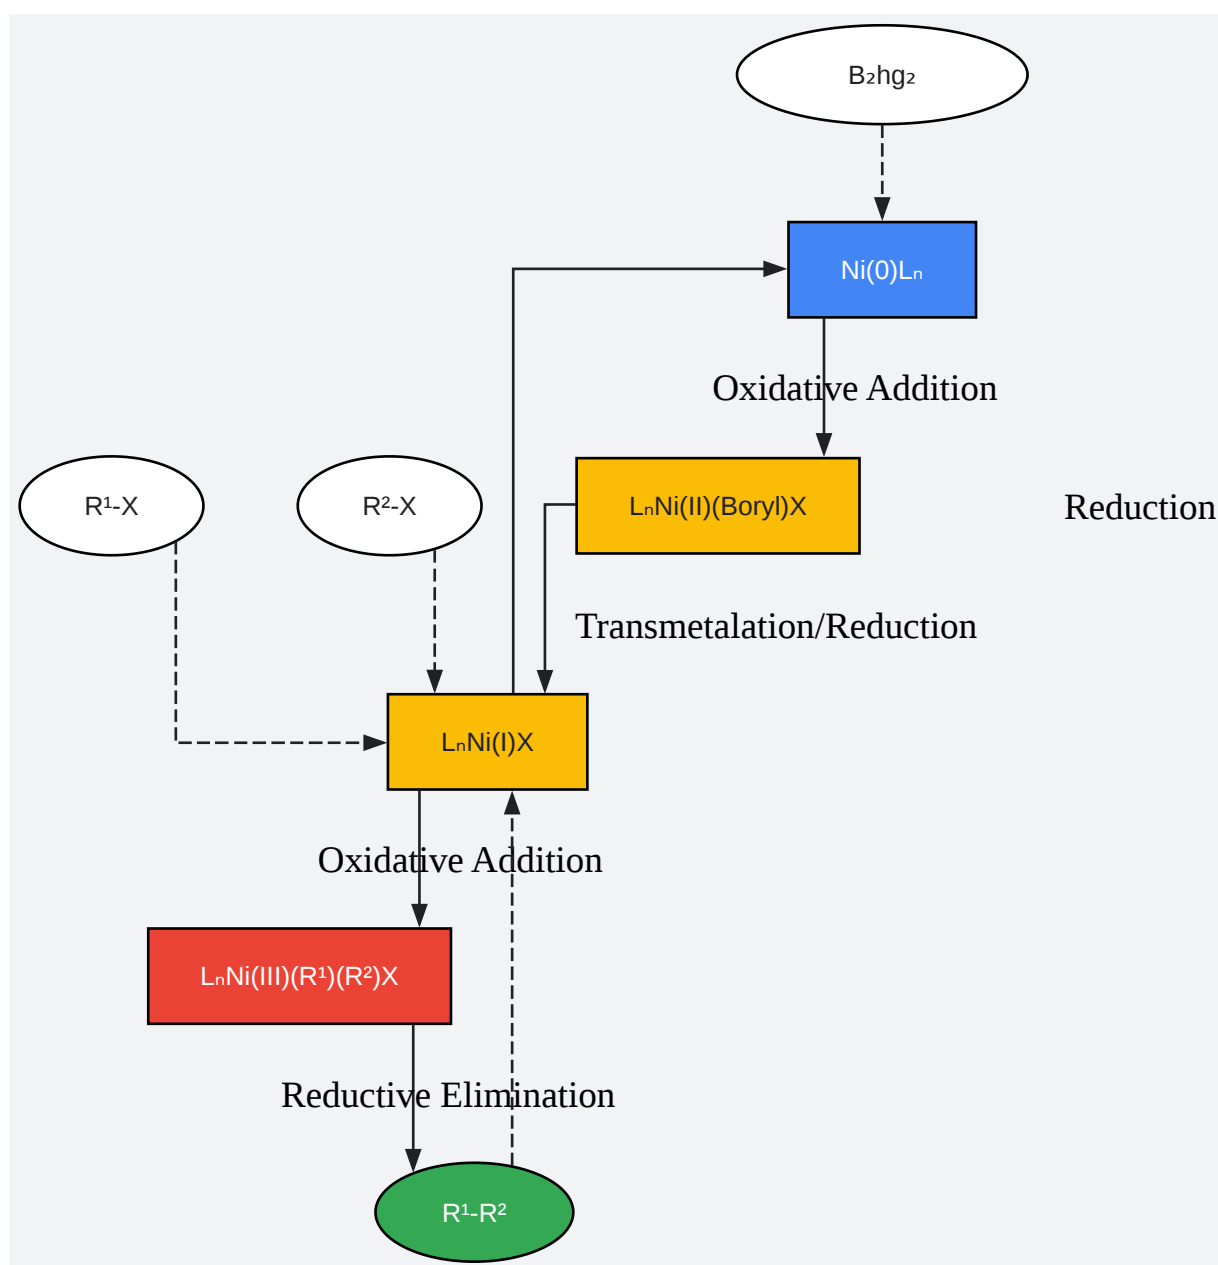 B₂hg₂
Ni(0)Lₙ
Oxidative Addition
R¹-X
R²-X
LₙNi(II)(Boryl)X
Reduction
Transmetalation/Reduction
LₙNi(I)X
Oxidative Addition
LₙNi(III)(R¹)(R²)X
Reductive Elimination
R¹-R²